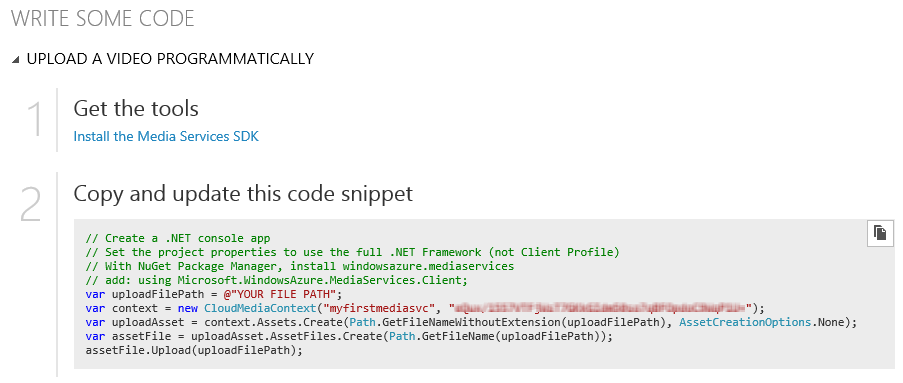 WRITE SOME CODE
UPLOAD A VIDEO PROGRAMMATICALLY
1
Get the tools
Install the Media Services SDK
2
Copy and update this code snippet
// Create a .NET console app
// Set the project properties to use the full .NET Framework (not Client Profile)
// With NuGet Package Manager, install windowsazure.mediaservices
// add: using Microsoft.WindowsAzure.MediaServices.Client;
var uploadFilePath = @"YOUR FILE PATH";
var context = new CloudMediaContext("myfirstmediasvc", "");
var uploadAsset = context.Assets.Create(Path.GetFileNameWithoutExtension(uploadFilePath), AssetCreationOptions.None);
var assetFile = uploadAsset.AssetFiles.Create(Path.GetFileName(uploadFilePath));
assetFile.Upload(uploadFilePath);